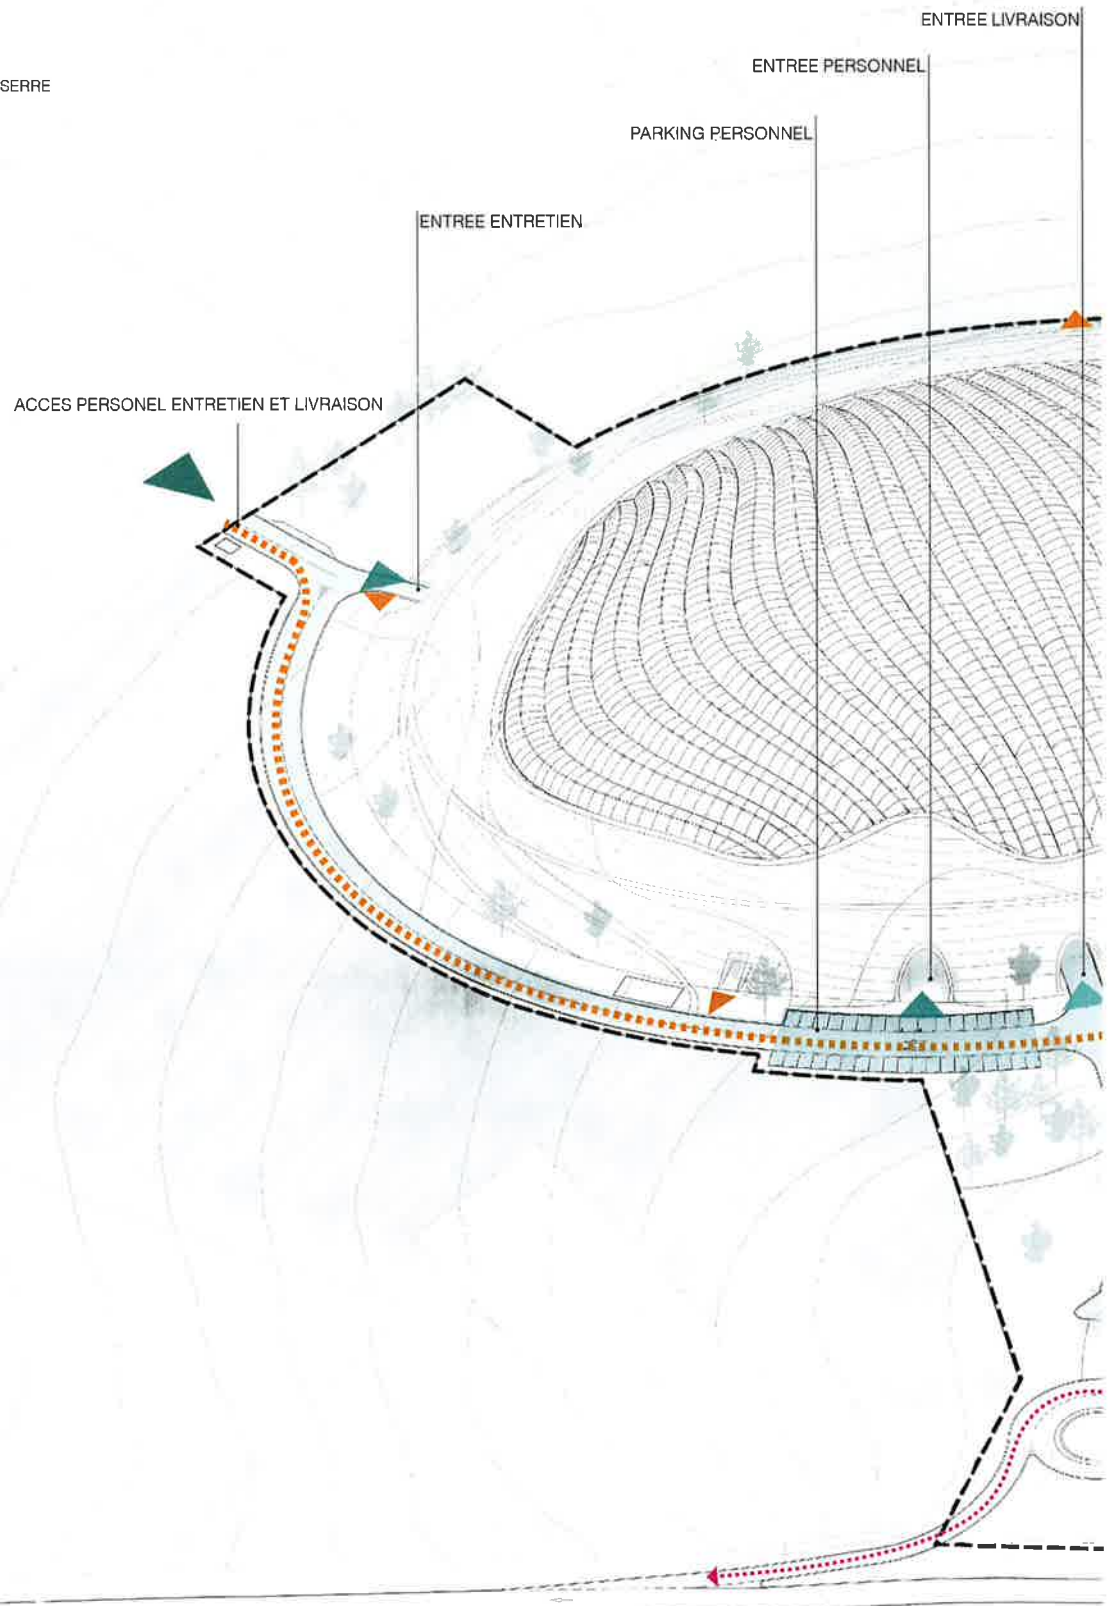 ENTREE LIVRAISON
ENTREE PERSONNEL
SERRE
PARKING PERSONNEL
ENTREE ENTRETIEN
ACCES PERSONEL ENTRETIEN ET LIVRAISON